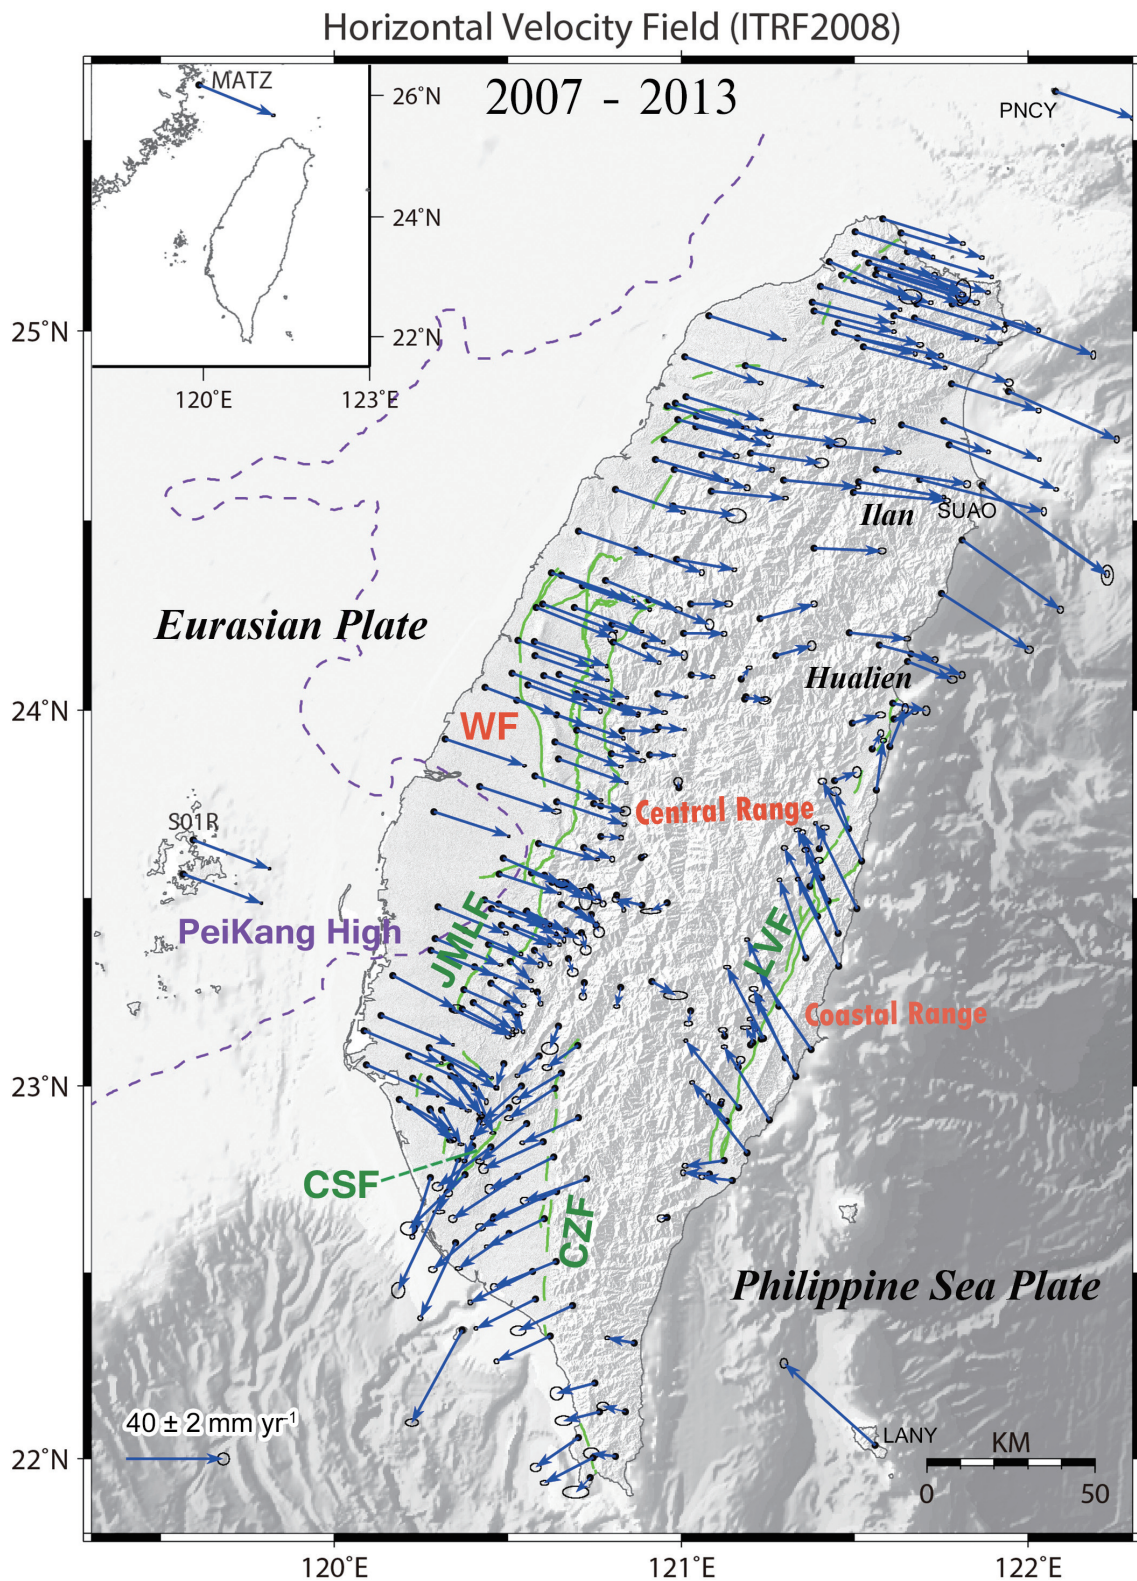 Horizontal Velocity Field (ITRF2008)
MATZ
2007 - 2013
26°N
PNCY
24°N
25°N
22°N
120°E
123°E
Ilan
SUAO
Eurasian Plate
Hualien
24°N
WF
Central Range
S01R
PeiKang High
JMLF
LVF
Coastal Range
23°N
CSF
CZF
Philippine Sea Plate
40 ± 2 mm yr-1
LANY
KM
22°N
0
50
120°E
121°E
122°E